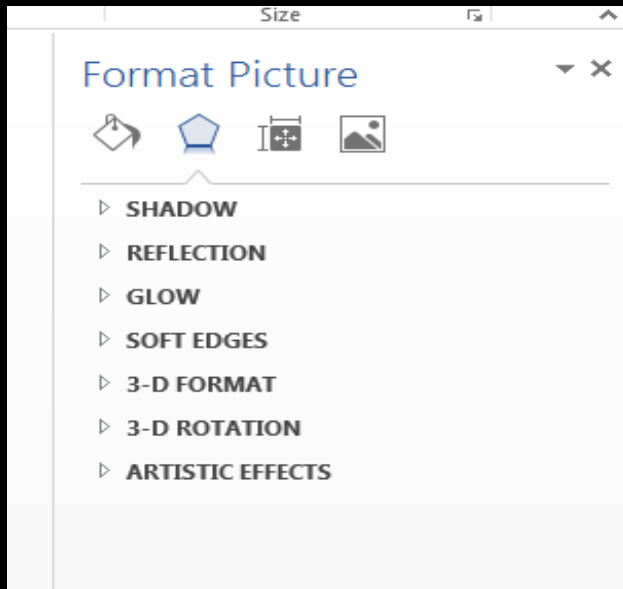 Size
Format Picture
SHADOW
REFLECTION
GLOW
SOFT EDGES
3-D FORMAT
3-D ROTATION
ARTISTIC EFFECTS